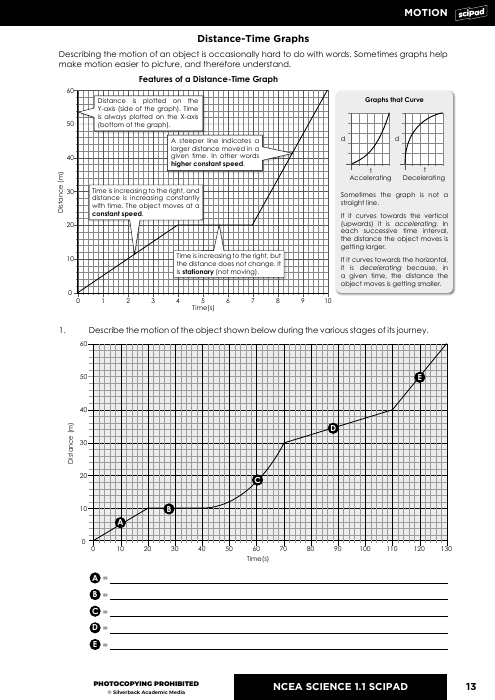 MOTION scipad
Distance-Time Graphs
Describing the motion of an object is occasionally hard to do with words. Sometimes graphs help
make motion easier to picture, and therefore understand.
Features of a Distance-Time Graph
Distance (m)
60
50
40
30
20
10
0
Distance is plotted on the
Y-axis (side of the graph). Time
is always plotted on the X-axis
(bottom of the graph).
A steeper line indicates a
larger distance moved in a
given time. In other words
higher constant speed.
Time is increasing to the right, and
distance is increasing constantly
with time. The object moves at a
constant speed.
Time is increasing to the right, but
the distance does not change. It
is stationary (not moving).
0 1 2 3 4 5 6 7 8 9 10
Time(s)
Graphs that Curve
d d
t t
Accelerating Decelerating
Sometimes the graph is not a
straight line.
If it curves towards the vertical
(upwards) it is accelerating, in
each successive time interval,
the distance the object moves is
getting larger.
If it curves towards the horizontal,
it is decelerating because, in
a given time, the distance the
object moves is getting smaller.
1. Describe the motion of the object shown below during the various stages of its journey.
Distance (m)
60
50
40
30
20
10
0
A
B
C
D
E
0 10 20 30 40 50 60 70 80 90 100 110 120 130
Time(s)
A =
B =
C =
D =
E =
PHOTOCOPYING PROHIBITED
© Silverback Academic Media
NCEA SCIENCE 1.1 SCIPAD
13